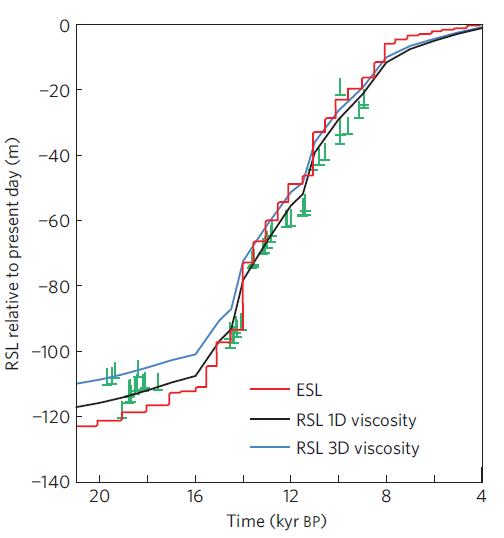 RSL relative to present day (m)
0
−20
−40
−60
−80
−100
−120
−140
ESL
RSL 1D viscosity
RSL 3D viscosity
20
16
12
8
4
Time (kyr BP)